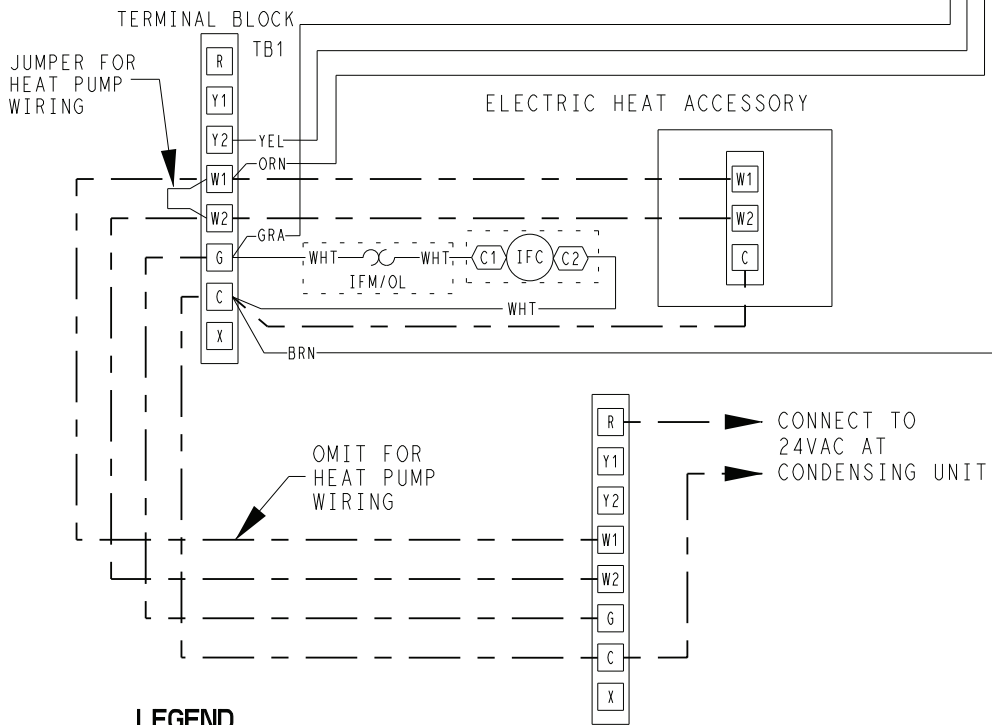 TERMINAL BLOCK
TB1
JUMPER FOR
HEAT PUMP
WIRING
R
Y1
Y2
W1
W2
G
C
X
YEL
ORN
GRA
WHT
WHT
IFM/OL
C1
IFC
C2
WHT
BRN
ELECTRIC HEAT ACCESSORY
W1
W2
C
OMIT FOR
HEAT PUMP
WIRING
R
Y1
Y2
W1
W2
G
C
X
CONNECT TO
24VAC AT
CONDENSING UNIT
LEGEND